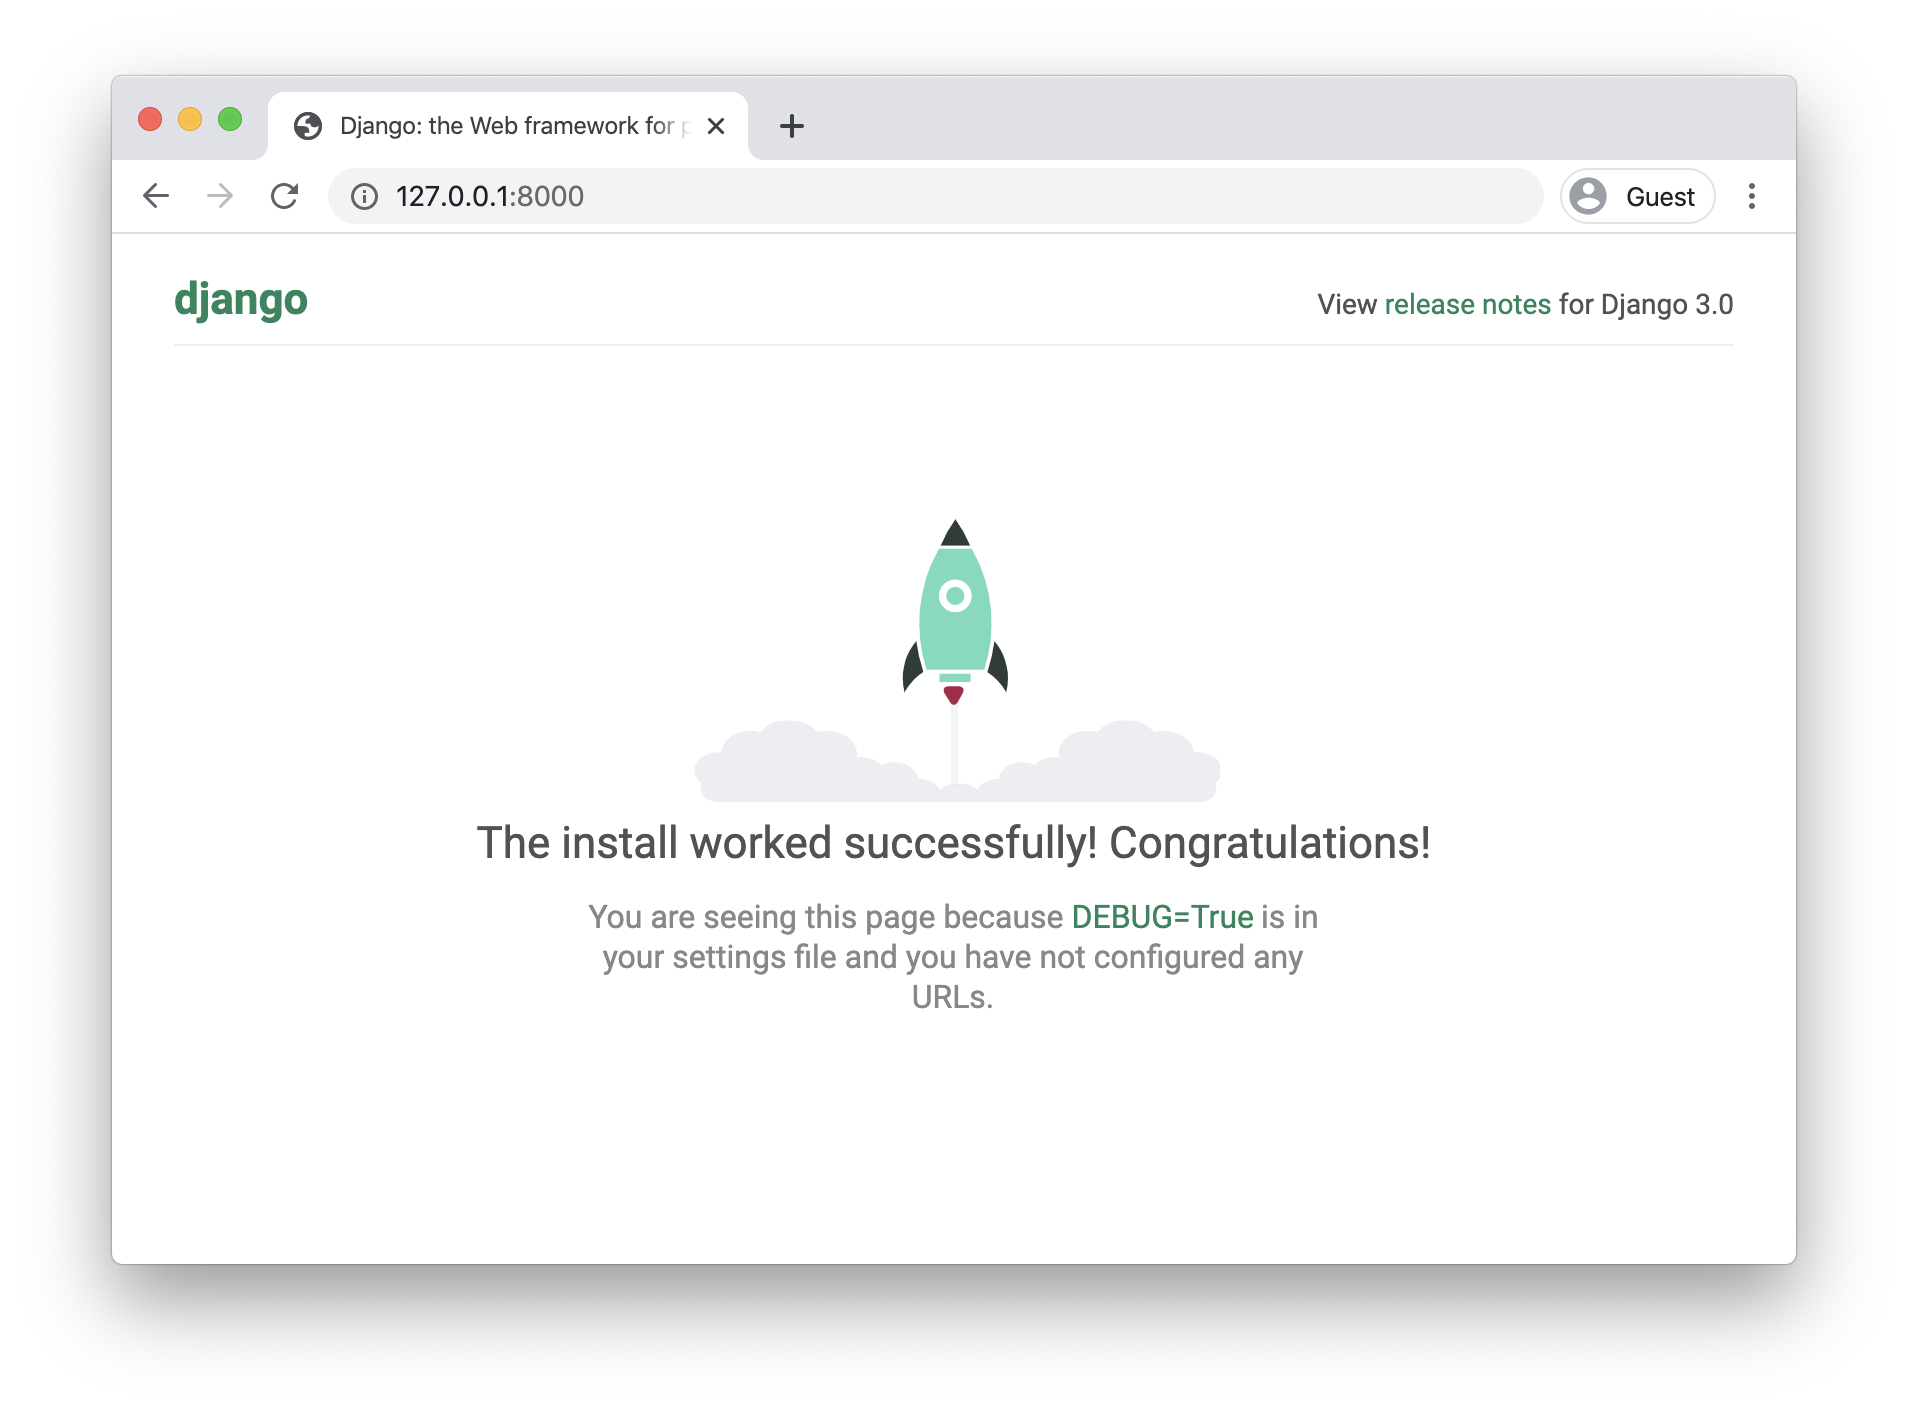 Django: the Web framework for
127.0.0.1:8000
Guest
django
View release notes for Django 3.0
The install worked successfully! Congratulations!
You are seeing this page because DEBUG=True is in
your settings file and you have not configured any
URLs.